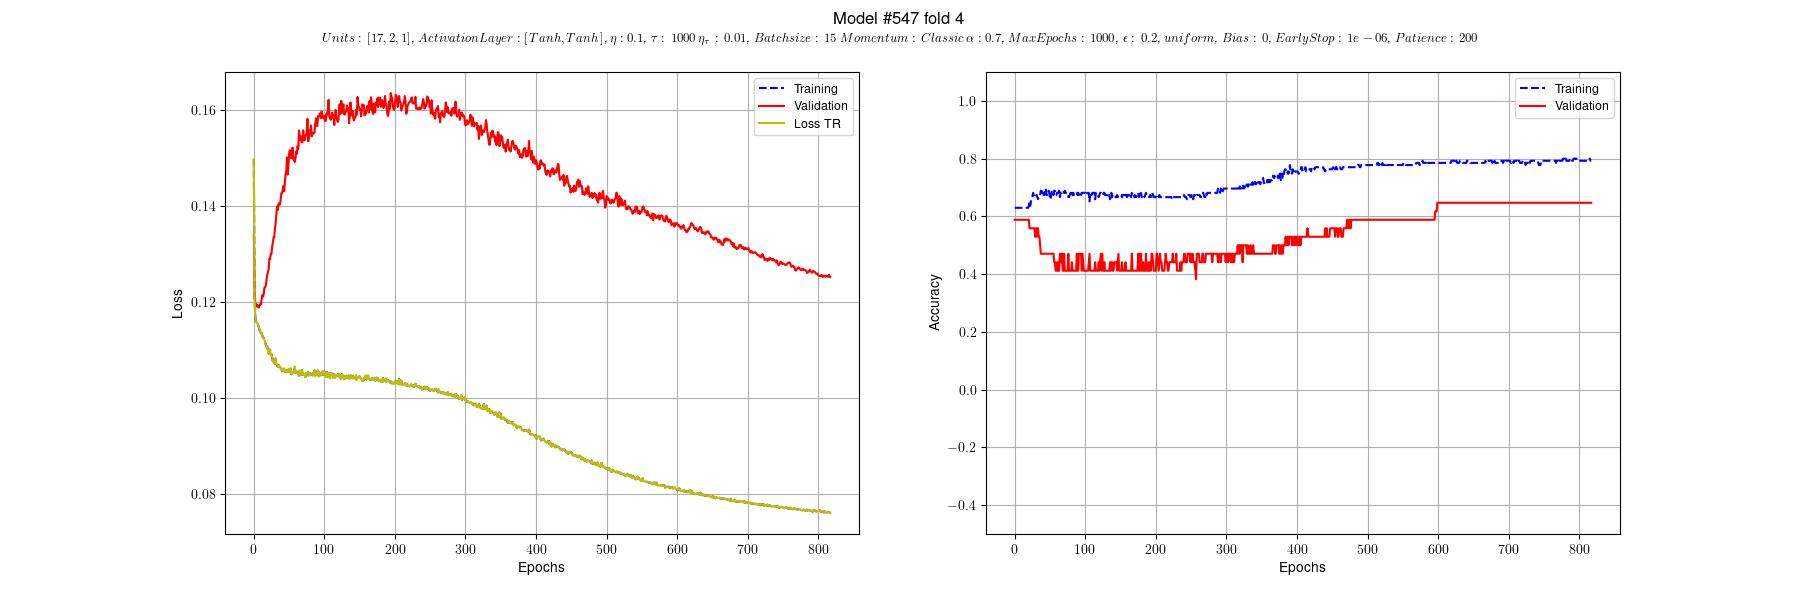 Model #547 fold 4
Units : [17, 2, 1], ActivationLayer : [Tanh, Tanh], η : 0.1, τ : 1000 η_τ : 0.01, Batchsize : 15 Momentum : Classic α : 0.7, MaxEpochs : 1000, ϵ : 0.2, uniform, Bias : 0, EarlyStop : 1e − 06, Patience : 200
Loss
0.16
0.14
0.12
0.10
0.08
Training
Validation
Loss TR
0 100 200 300 400 500 600 700 800
Epochs
Accuracy
1.0
0.8
0.6
0.4
0.2
0.0
−0.2
−0.4
Training
Validation
0 100 200 300 400 500 600 700 800
Epochs